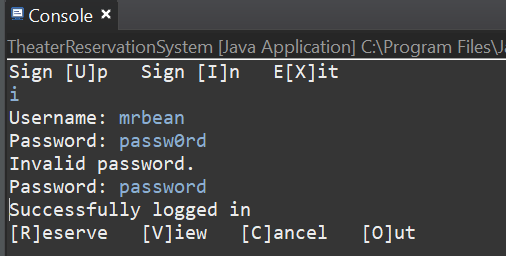 Console
TheaterReservationSystem [Java Application] C:\Program Files\Ja
Sign [U]p   Sign [I]n   E[X]it
i
Username: mrbean
Password: passw0rd
Invalid password.
Password: password
Successfully logged in
[R]eserve   [V]iew   [C]ancel   [O]ut